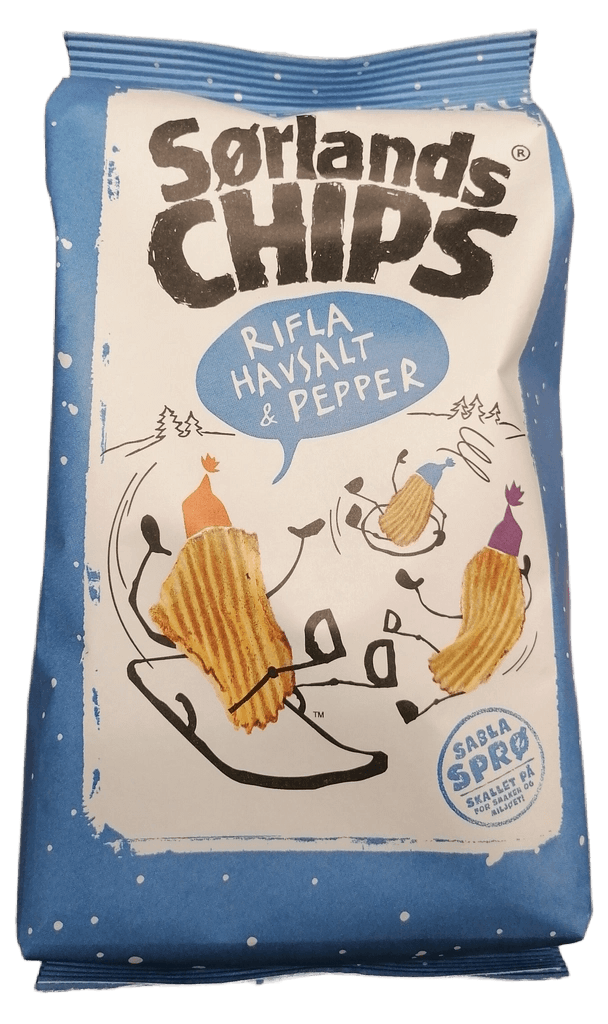 Sørlands
CHIPS
®
RIFLA
HAVSALT
& PEPPER
TM
SABLA
SPRØ
SKALLET PÅ
FOR SMAKEN OG
MILJØET!